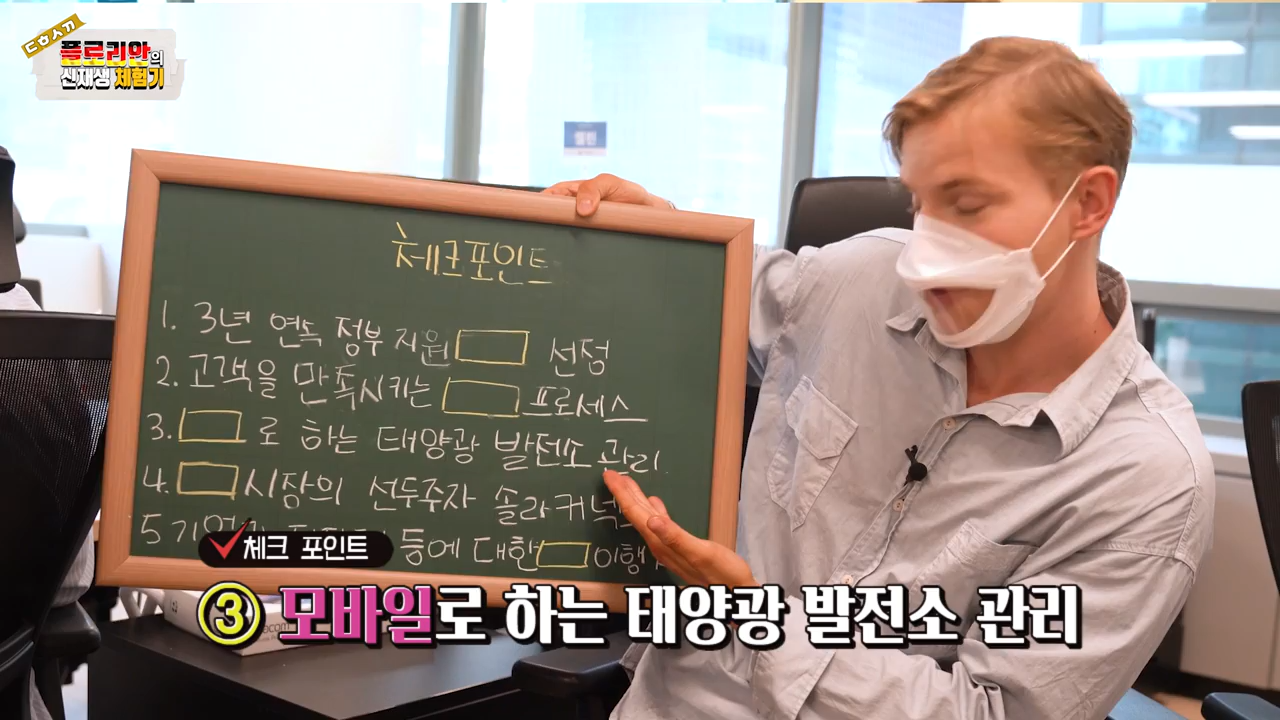 ㄷㅎㅅㄲ
플로리안의
신재생 체험기
체크포인트
1. 3년 연속 정부 지원 선정
2. 고객을 만족시키는 프로세스
3. 로 하는 태양광 발전소 관리
4. 시장의 선두주자 솔라커넥
5 기업 등에 대한 이행
체크 포인트
③ 모바일로 하는 태양광 발전소 관리